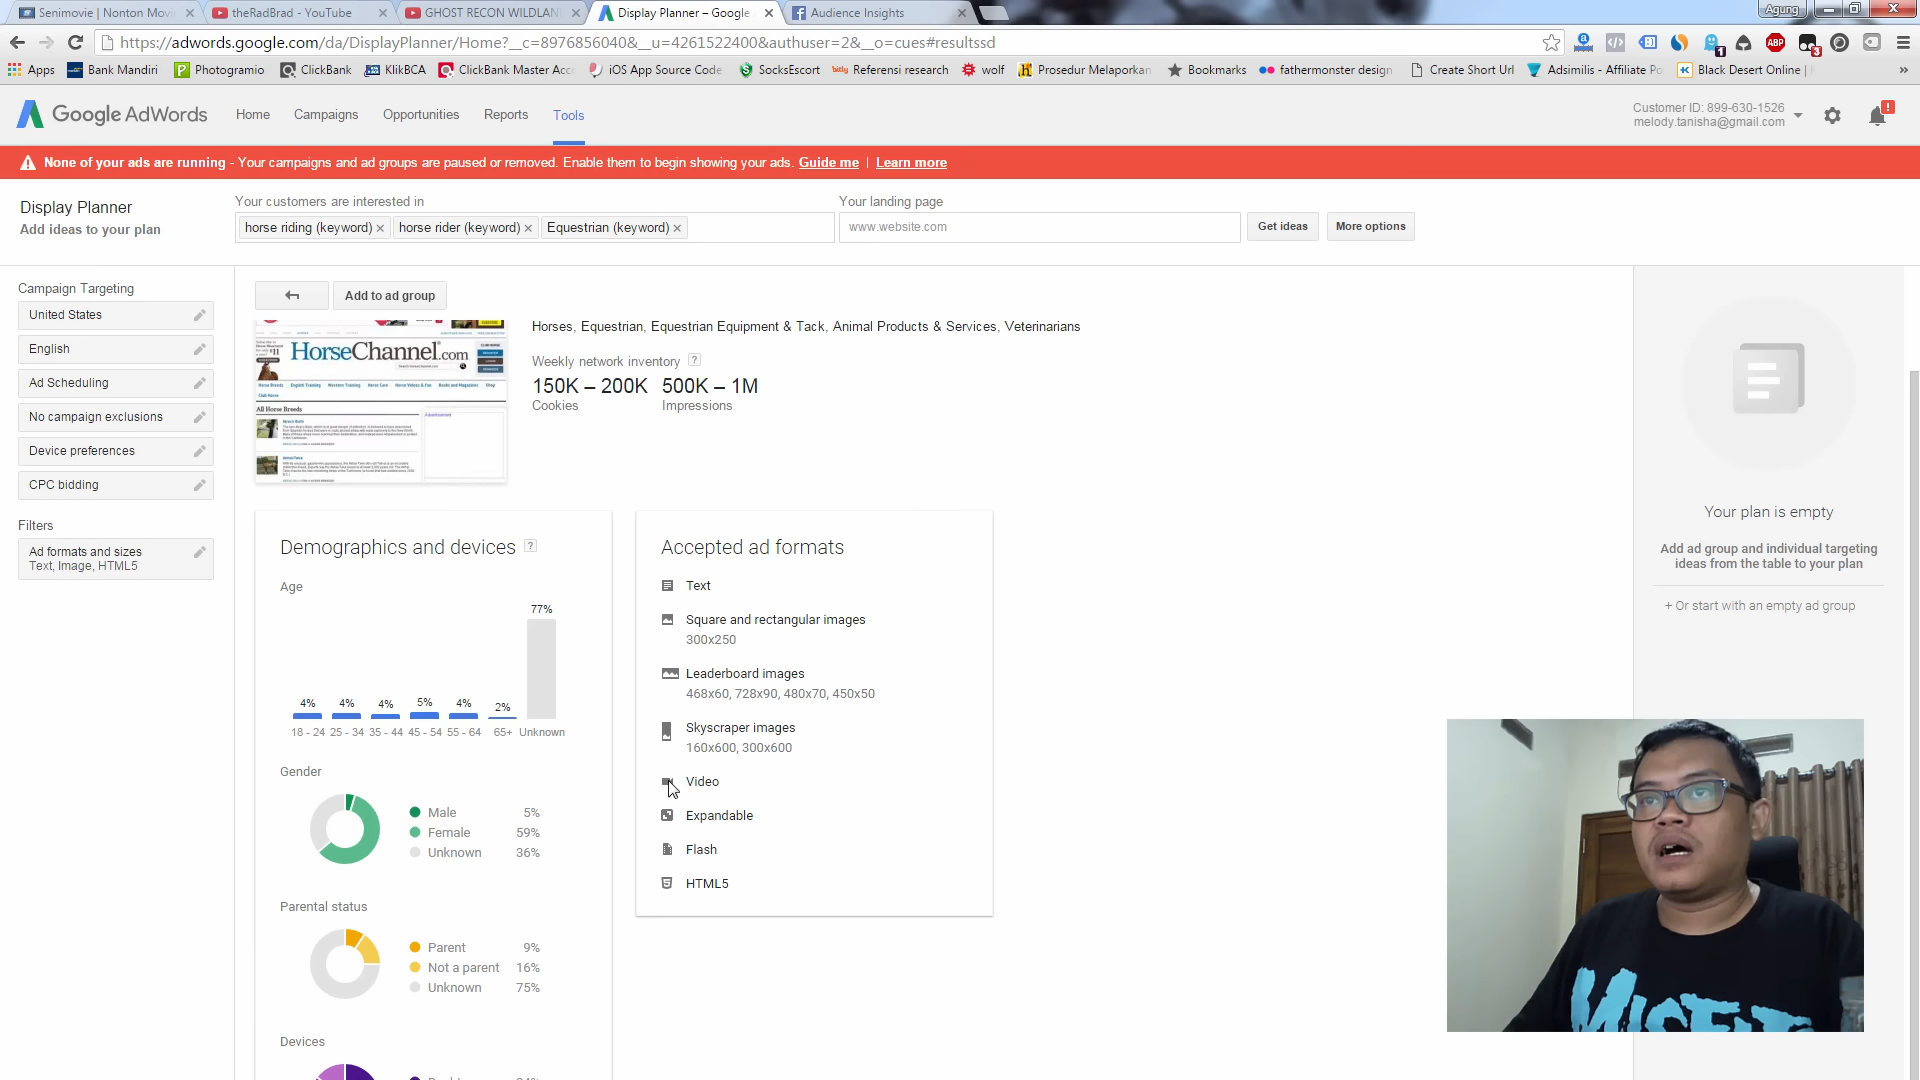 Senimovie | Nonton Movi
theRadBrad - YouTube
GHOST RECON WILDLAN
Display Planner – Google
Audience Insights
Agung
https://adwords.google.com/da/DisplayPlanner/Home?__c=8976856040&__u=4261522400&authuser=2&__o=cues#resultssd
Apps
Bank Mandiri
Photogramio
ClickBank
KlikBCA
ClickBank Master Acc
iOS App Source Code
SocksEscort
bitly Referensi research
wolf
Prosedur Melaporkan
Bookmarks
fathermonster design
Create Short Url
Adsimilis - Affiliate Po
Black Desert Online |
Google AdWords
Home
Campaigns
Opportunities
Reports
Tools
Customer ID: 899-630-1526
melody.tanisha@gmail.com
None of your ads are running - Your campaigns and ad groups are paused or removed. Enable them to begin showing your ads. Guide me | Learn more
Display Planner
Add ideas to your plan
Your customers are interested in
horse riding (keyword) × horse rider (keyword) × Equestrian (keyword) ×
Your landing page
www.website.com
Get ideas
More options
Campaign Targeting
United States
English
Ad Scheduling
No campaign exclusions
Device preferences
CPC bidding
Filters
Ad formats and sizes
Text, Image, HTML5
Add to ad group
HorseChannel.com
All Horse Breeds
Horses, Equestrian, Equestrian Equipment & Tack, Animal Products & Services, Veterinarians
Weekly network inventory ?
150K – 200K 500K – 1M
Cookies Impressions
Demographics and devices ?
Age
4% 4% 4% 5% 4% 2% 77%
18 - 24 25 - 34 35 - 44 45 - 54 55 - 64 65+ Unknown
Gender
Male 5%
Female 59%
Unknown 36%
Parental status
Parent 9%
Not a parent 16%
Unknown 75%
Devices
Accepted ad formats
Text
Square and rectangular images
300x250
Leaderboard images
468x60, 728x90, 480x70, 450x50
Skyscraper images
160x600, 300x600
Video
Expandable
Flash
HTML5
Your plan is empty
Add ad group and individual targeting
ideas from the table to your plan
+ Or start with an empty ad group